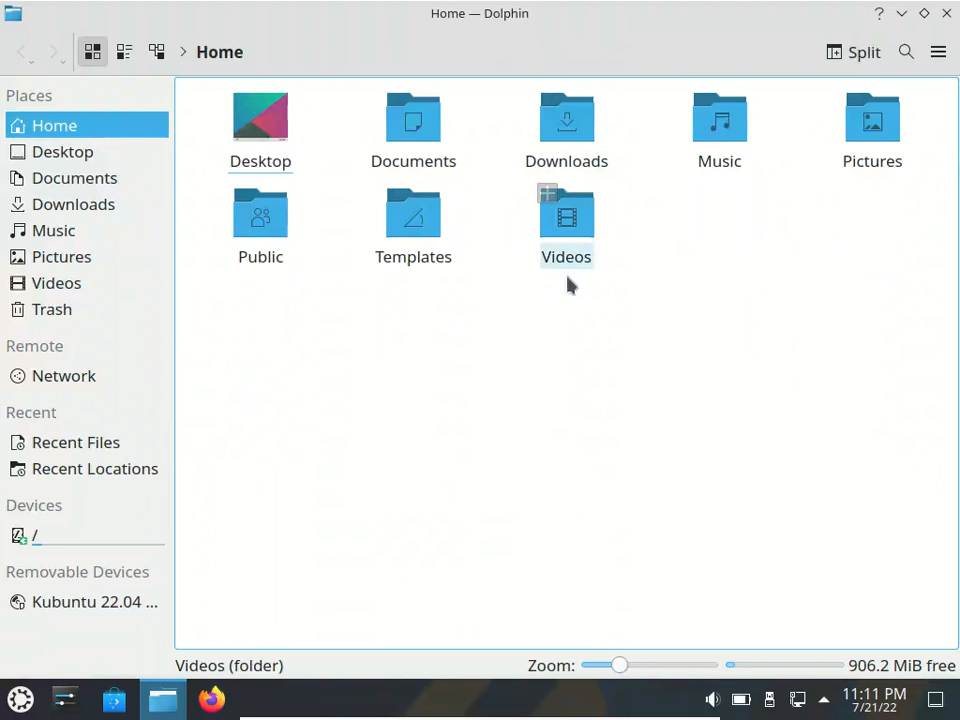 Home — Dolphin
Home
Split
Places
Home
Desktop
Documents
Downloads
Music
Pictures
Videos
Trash
Remote
Network
Recent
Recent Files
Recent Locations
Devices
/
Removable Devices
Kubuntu 22.04 ...
Desktop
Documents
Downloads
Music
Pictures
Public
Templates
Videos
Videos (folder)
Zoom:
906.2 MiB free
11:11 PM
7/21/22